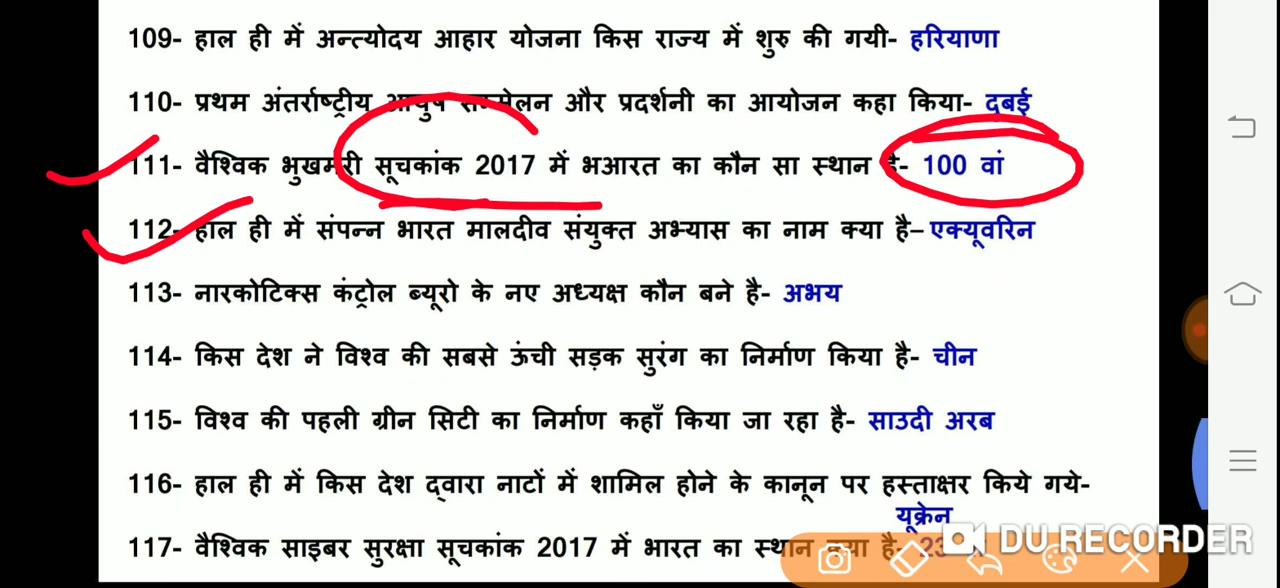 109- हाल ही में अन्त्योदय आहार योजना किस राज्य में शुरु की गयी- हरियाणा
110- प्रथम अंतर्राष्ट्रीय आयुष सम्मेलन और प्रदर्शनी का आयोजन कहा किया- दुबई
111- वैश्विक भुखमरी सूचकांक 2017 में भआरत का कौन सा स्थान है- 100 वां
112- हाल ही में संपन्न भारत मालदीव संयुक्त अभ्यास का नाम क्या है– एक्यूवरिन
113- नारकोटिक्स कंट्रोल ब्यूरो के नए अध्यक्ष कौन बने है- अभय
114- किस देश ने विश्व की सबसे ऊंची सड़क सुरंग का निर्माण किया है- चीन
115- विश्व की पहली ग्रीन सिटी का निर्माण कहाँ किया जा रहा है- साउदी अरब
116- हाल ही में किस देश द्वारा नाटों में शामिल होने के कानून पर हस्ताक्षर किये गये-
यूक्रेन
117- वैश्विक साइबर सुरक्षा सूचकांक 2017 में भारत का स्थान क्या है-
DU RECORDER